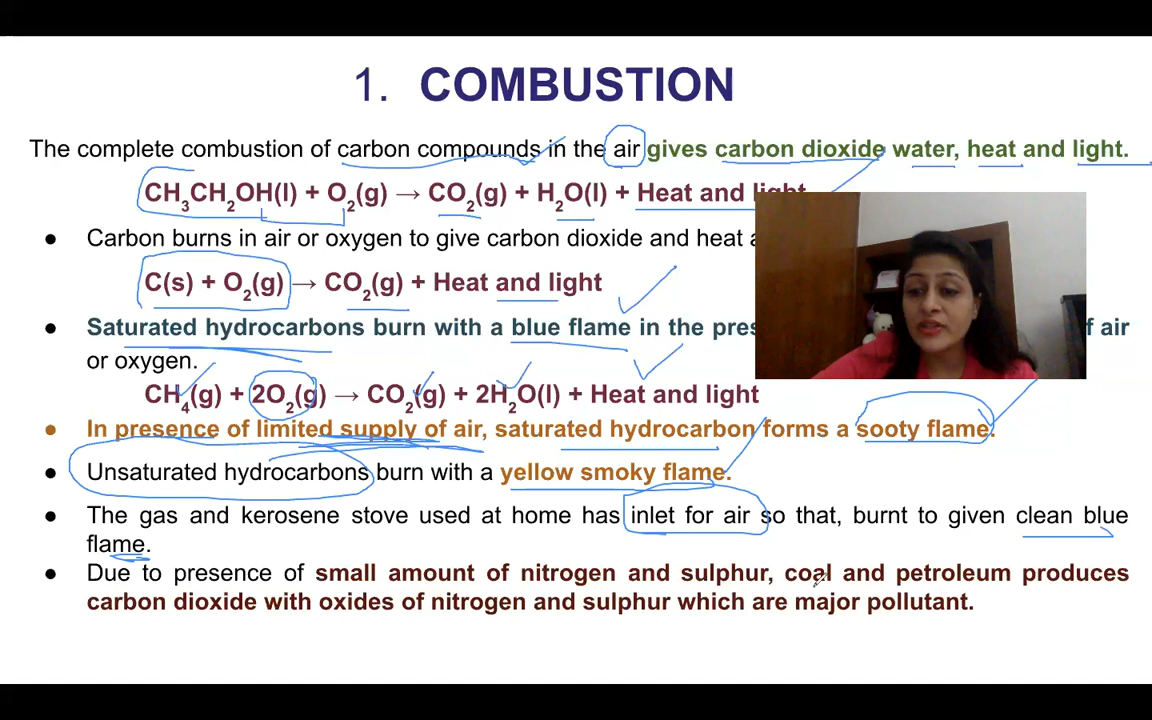 1. COMBUSTION
The complete combustion of carbon compounds in the air gives carbon dioxide water, heat and light.
CH₃CH₂OH(l) + O₂(g) → CO₂(g) + H₂O(l) + Heat and light
● Carbon burns in air or oxygen to give carbon dioxide and heat
C(s) + O₂(g) → CO₂(g) + Heat and light
● Saturated hydrocarbons burn with a blue flame in the air
or oxygen.
CH₄(g) + 2O₂(g) → CO₂(g) + 2H₂O(l) + Heat and light
● In presence of limited supply of air, saturated hydrocarbon forms a sooty flame.
● Unsaturated hydrocarbons burn with a yellow smoky flame.
● The gas and kerosene stove used at home has inlet for air so that, burnt to given clean blue
flame.
● Due to presence of small amount of nitrogen and sulphur, coal and petroleum produces
carbon dioxide with oxides of nitrogen and sulphur which are major pollutant.